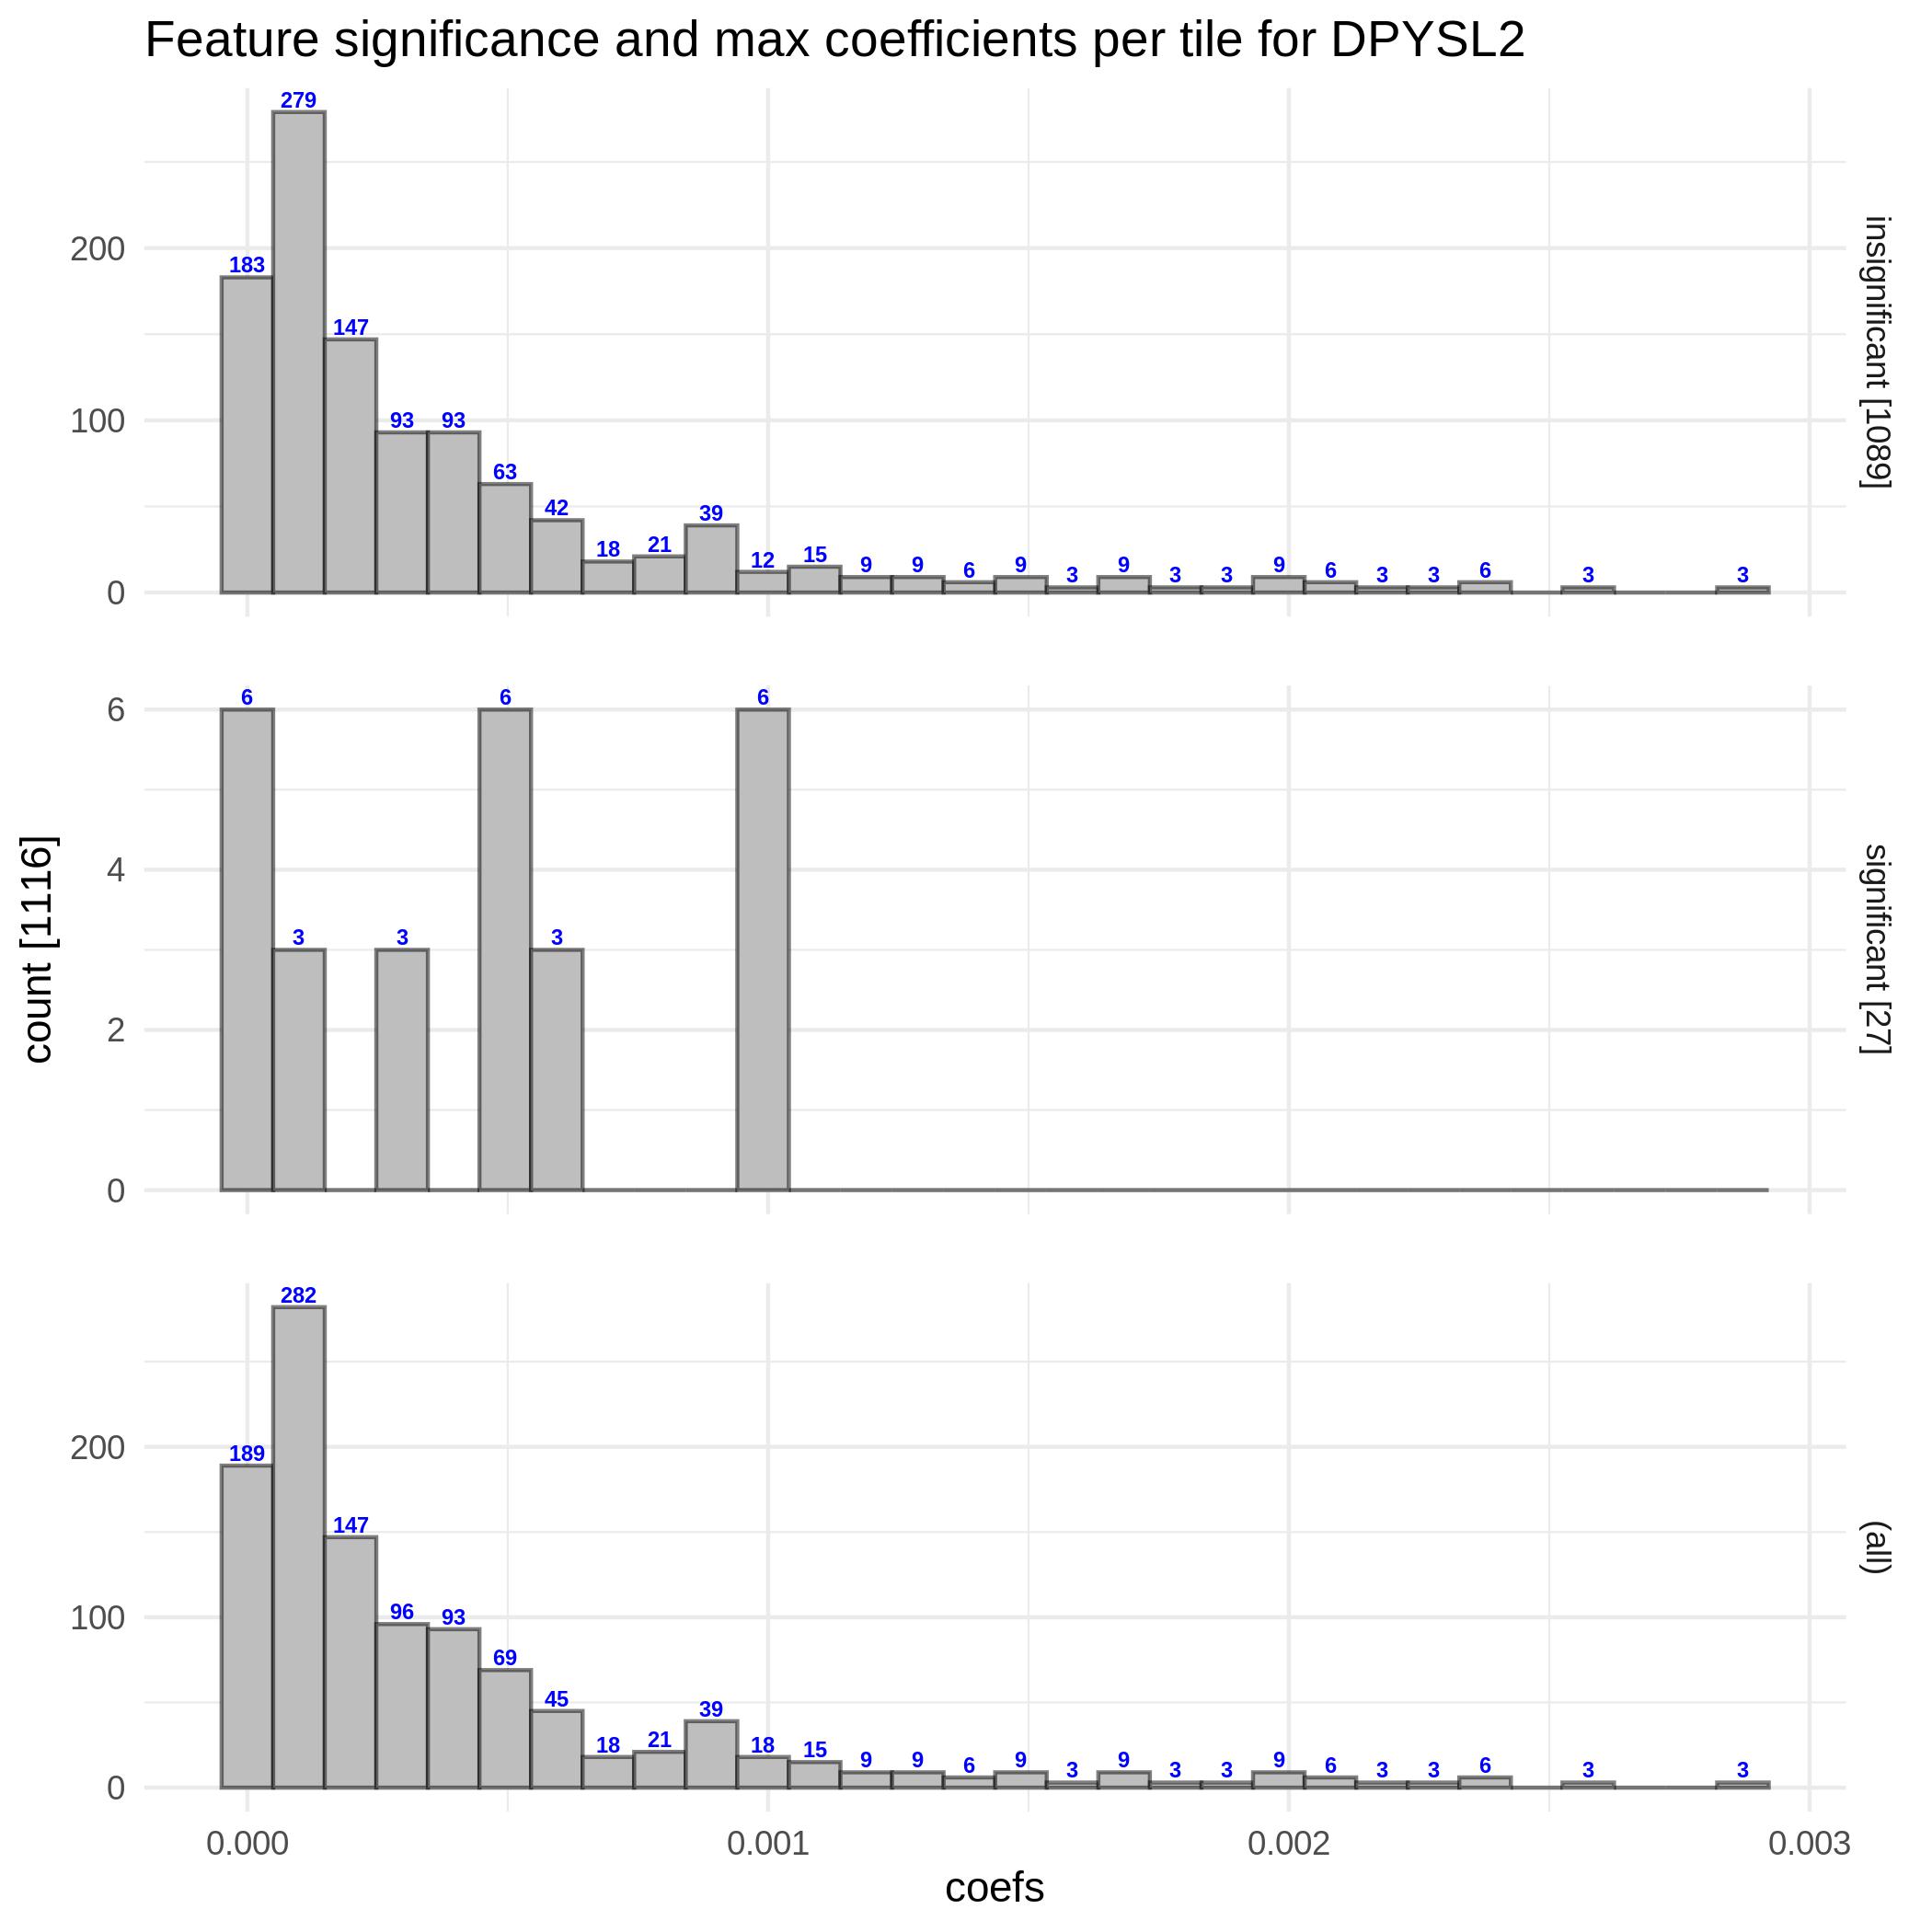 Feature significance and max coefficients per tile for DPYSL2
279
183
147
93 93
63
42
18 21 39 12 15 9 9 6 9 3 9 3 3 9 6 3 3 6 3 3
200
100
0
insignificant [1089]
6 3 3 6 3 6
6
4
2
0
significant [27]
count [1116]
282
189
147
96 93
69
45
18 21 39 18 15 9 9 6 9 3 9 3 3 9 6 3 3 6 3 3
200
100
0
(all)
0.000 0.001 0.002 0.003
coefs